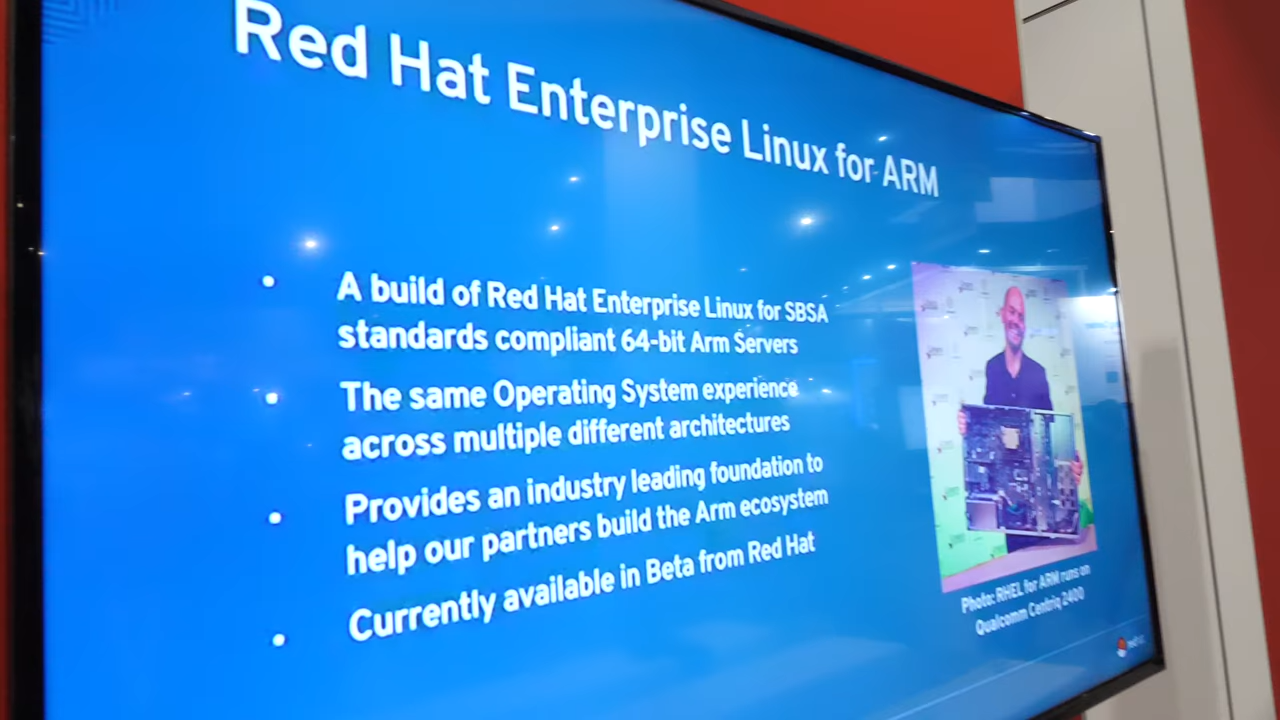 Red Hat Enterprise Linux for ARM
A build of Red Hat Enterprise Linux for SBSA
standards compliant 64-bit Arm Servers
The same Operating System experience
across multiple different architectures
Provides an industry leading foundation to
help our partners build the Arm ecosystem
Currently available in Beta from Red Hat
Photo: RHEL for ARM runs on
Qualcomm Centriq 2400